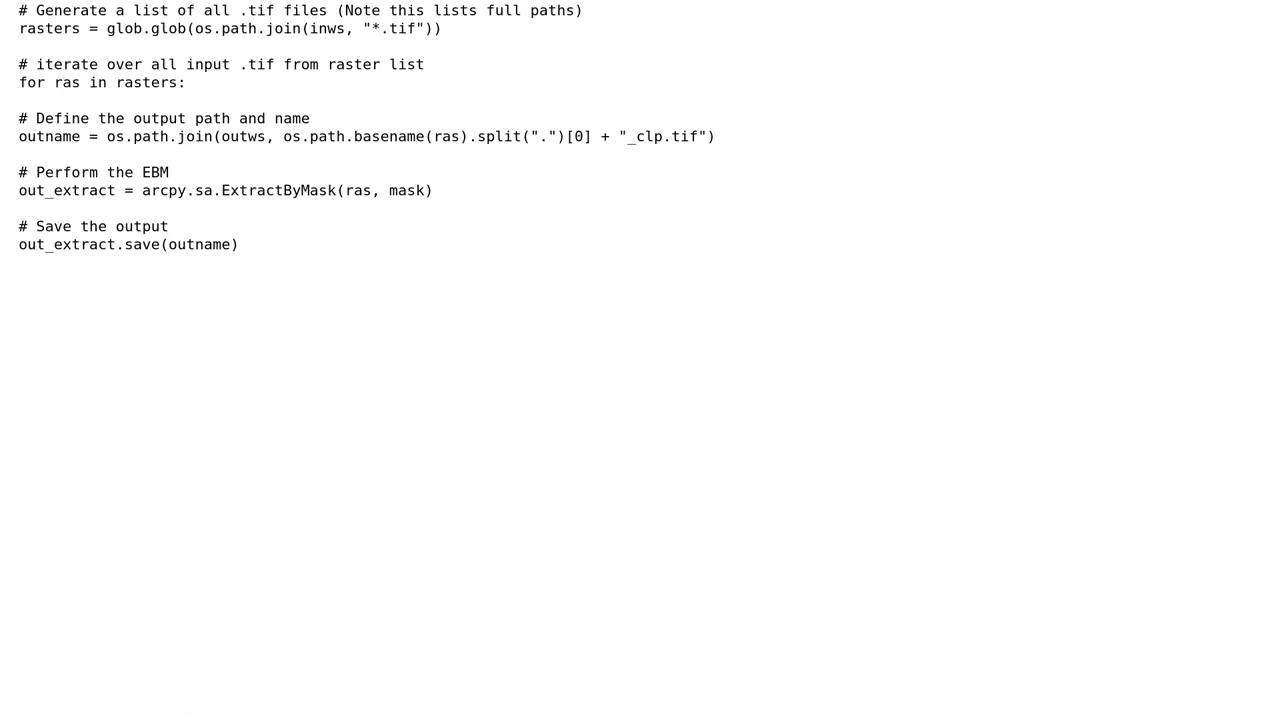 # Generate a list of all .tif files (Note this lists full paths)
rasters = glob.glob(os.path.join(inws, "*.tif"))
# iterate over all input .tif from raster list
for ras in rasters:
# Define the output path and name
outname = os.path.join(outws, os.path.basename(ras).split(".")[0] + "_clp.tif")
# Perform the EBM
out_extract = arcpy.sa.ExtractByMask(ras, mask)
# Save the output
out_extract.save(outname)